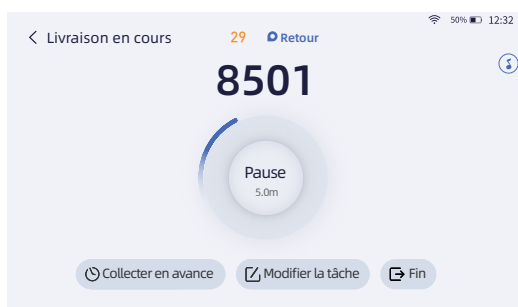 50% 12:32
Livraison en cours 29 Retour
8501
Pause
5.0m
Collecter en avance Modifier la tâche Fin